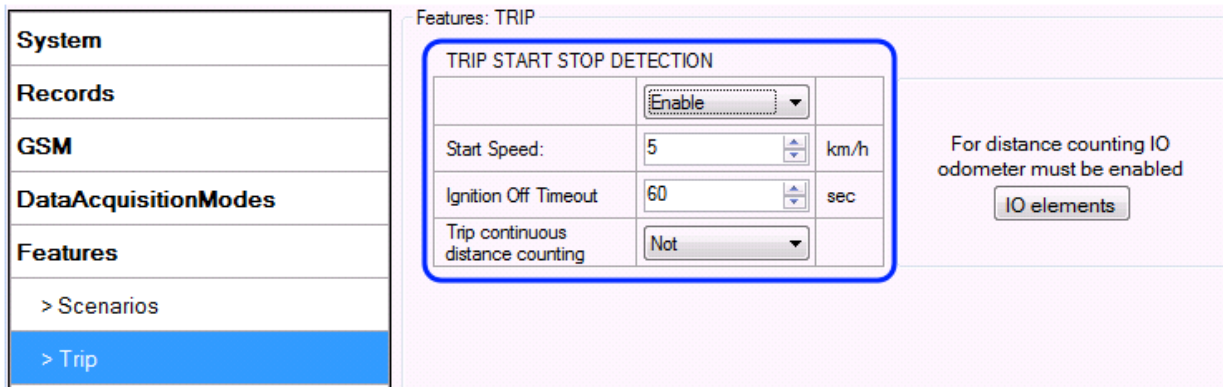 System
Records
GSM
DataAcquisitionModes
Features
> Scenarios
> Trip
Features: TRIP
TRIP START STOP DETECTION
Enable
Start Speed: 5 km/h
Ignition Off Timeout 60 sec
Trip continuous
distance counting Not
For distance counting IO
odometer must be enabled
IO elements